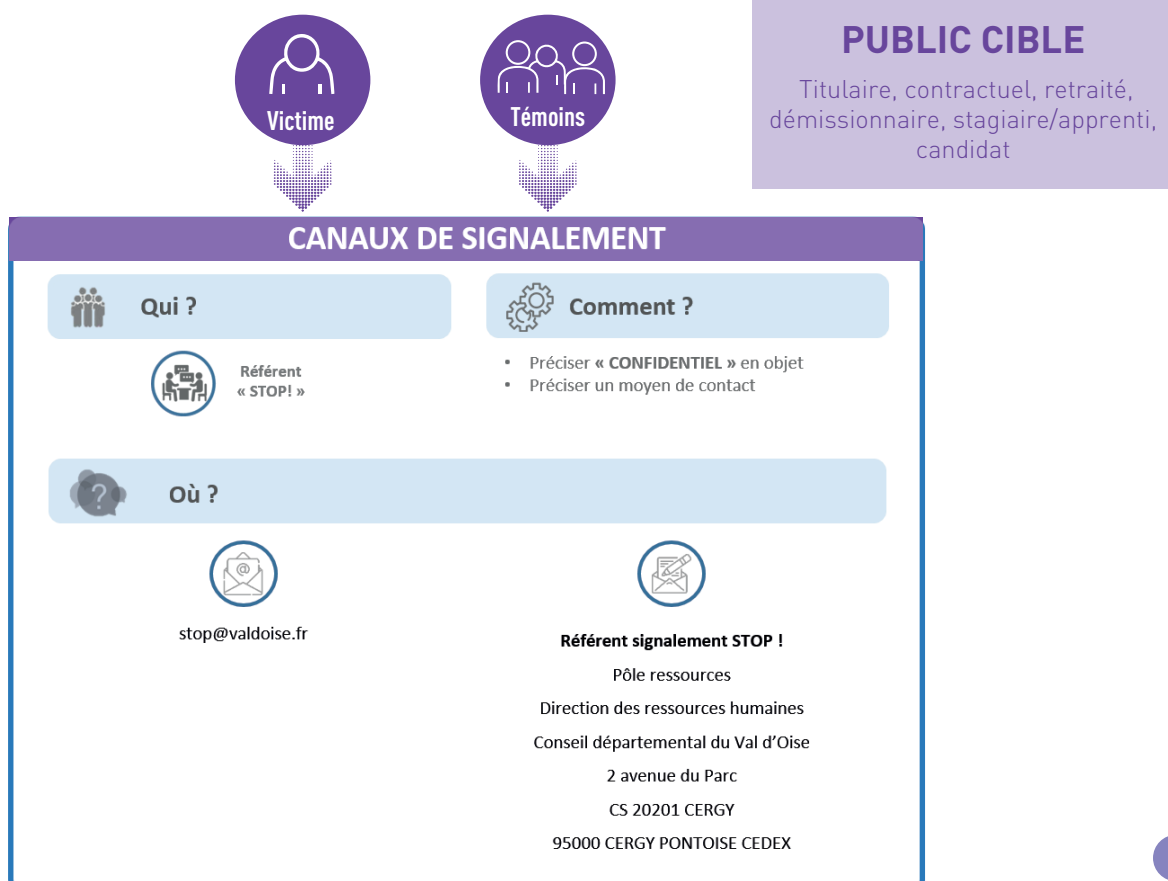 Victime
Témoins
PUBLIC CIBLE
Titulaire, contractuel, retraité,
démissionnaire, stagiaire/apprenti,
candidat
CANAUX DE SIGNALEMENT
Qui ?
Comment ?
Référent
« STOP! »
• Préciser « CONFIDENTIEL » en objet
• Préciser un moyen de contact
?
Où ?
@
stop@valdoise.fr
Référent signalement STOP !
Pôle ressources
Direction des ressources humaines
Conseil départemental du Val d’Oise
2 avenue du Parc
CS 20201 CERGY
95000 CERGY PONTOISE CEDEX